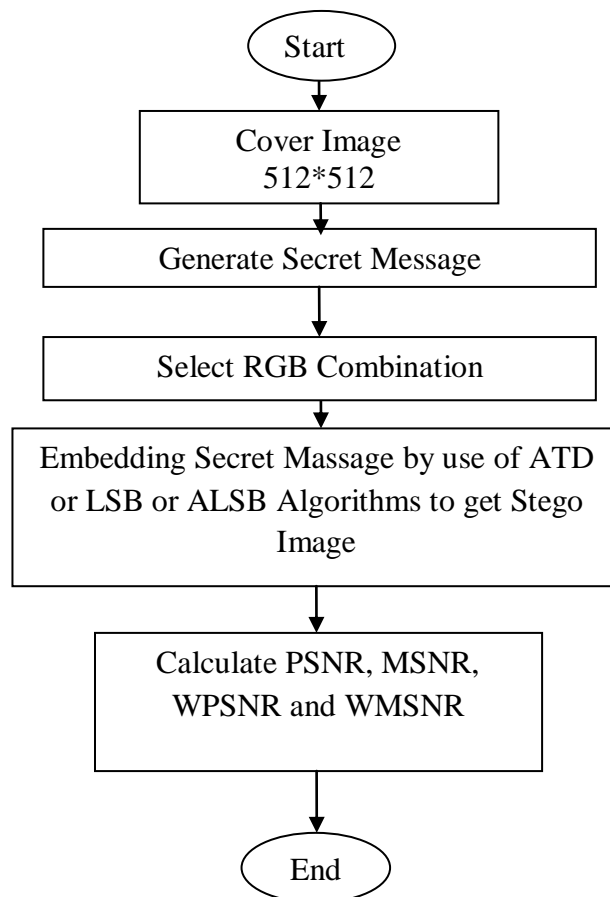 Start
Cover Image
512*512
Generate Secret Message
Select RGB Combination
Embedding Secret Massage by use of ATD
or LSB or ALSB Algorithms to get Stego
Image
Calculate PSNR, MSNR,
WPSNR and WMSNR
End